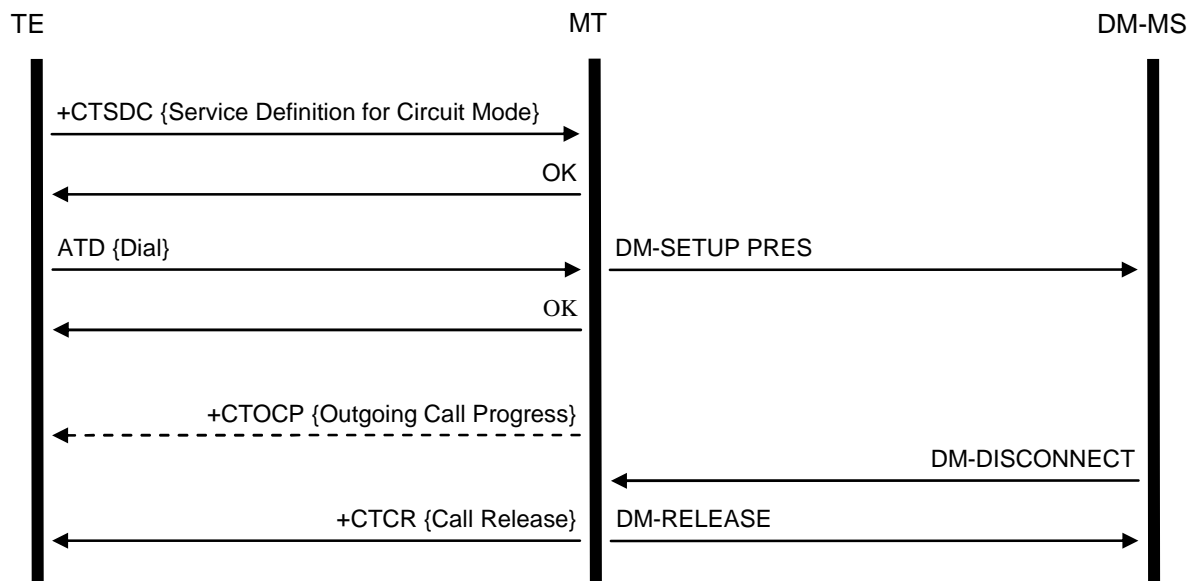 TE
MT
DM-MS
+CTSDC {Service Definition for Circuit Mode}
OK
ATD {Dial}
DM-SETUP PRES
OK
+CTOCP {Outgoing Call Progress}
DM-DISCONNECT
+CTCR {Call Release}
DM-RELEASE